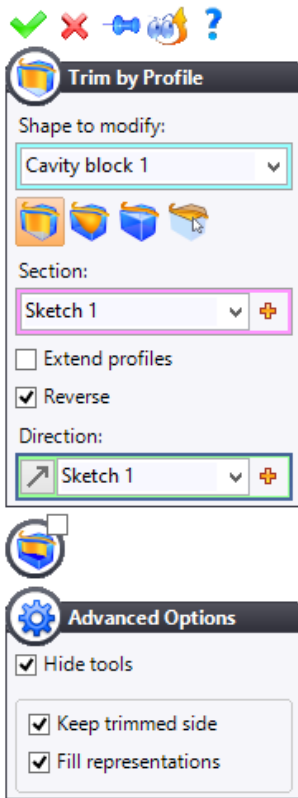 ?
Trim by Profile
Shape to modify:
Cavity block 1
Section:
Sketch 1
Extend profiles
Reverse
Direction:
Sketch 1
Advanced Options
Hide tools
Keep trimmed side
Fill representations